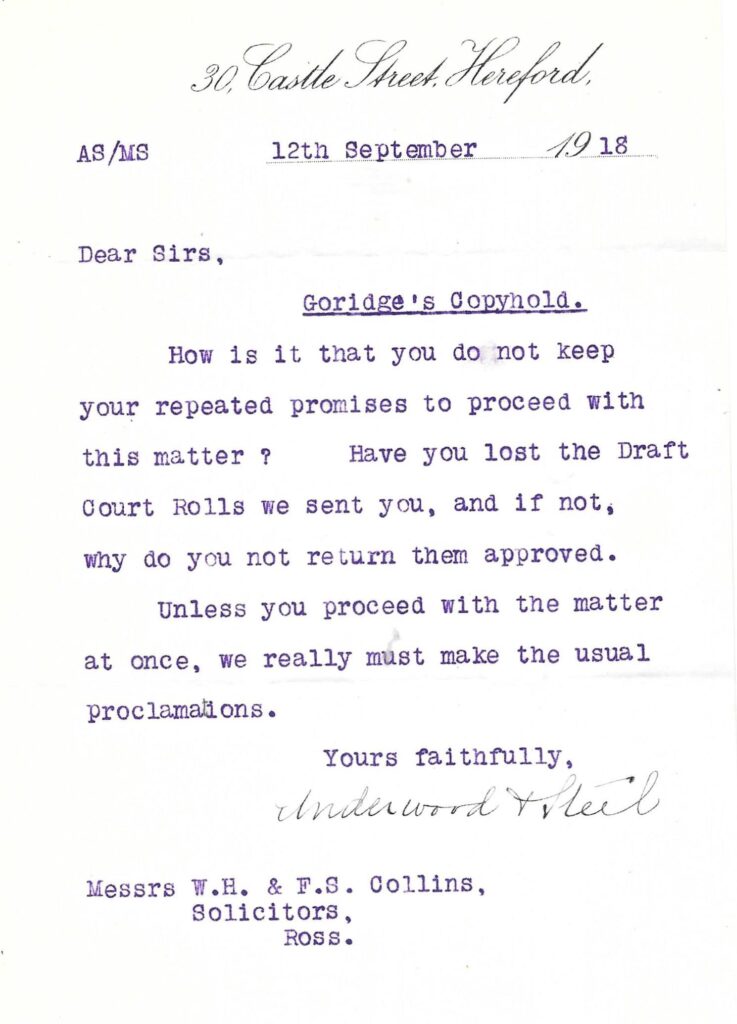 30, Castle Street, Hereford.
AS/MS 12th September 1918
Dear Sirs,
Goridge's Copyhold.
How is it that you do not keep
your repeated promises to proceed with
this matter ? Have you lost the Draft
Court Rolls we sent you, and if not,
why do you not return them approved.
Unless you proceed with the matter
at once, we really must make the usual
proclamations.
Yours faithfully,
Underwood & Steel
Messrs W.H. & F.S. Collins,
Solicitors,
Ross.